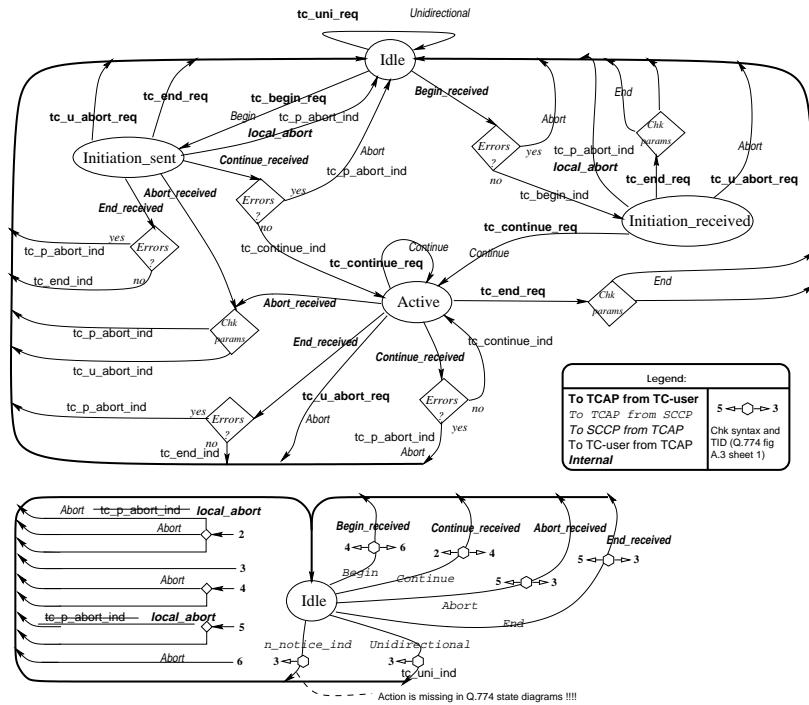 tc_uni_req
Unidirectional
Idle
tc_u_abort_req
tc_end_req
tc_begin_req
Begin
tc_p_abort_ind
local_abort
Begin_received
Abort
End
Chk
params
Errors
?
yes
no
tc_p_abort_ind
local_abort
tc_end_req
Abort
tc_u_abort_req
tc_begin_ind
Initiation_sent
Continue_received
Abort
tc_p_abort_ind
Errors
?
yes
no
Abort_received
End_received
Initiation_received
tc_continue_req
Continue
yes
Errors
?
no
tc_p_abort_ind
tc_end_ind
tc_continue_ind
Continue
tc_continue_req
Active
tc_end_req
Chk
params
End
Abort_received
Chk
params
tc_p_abort_ind
tc_u_abort_ind
End_received
Continue_received
tc_continue_ind
tc_u_abort_req
Abort
Errors
?
no
yes
tc_p_abort_ind
Abort
tc_p_abort_ind
yes
Errors
?
no
tc_end_ind
Legend:
To TCAP from TC-user
To TCAP from SCCP
To SCCP from TCAP
To TC-user from TCAP
Internal
5 3
Chk syntax and
TID (Q.774 fig
A.3 sheet 1)
Abort tc_p_abort_ind local_abort
Abort 2
3
Abort 4
tc_p_abort_ind local_abort
5
Abort 6
Begin_received
4 6
Begin
Continue_received
2 4
Continue
Abort_received
5 3
Abort
End_received
5 3
End
Idle
n_notice_ind
3
Unidirectional
3
tc_uni_ind
Action is missing in Q.774 state diagrams !!!!